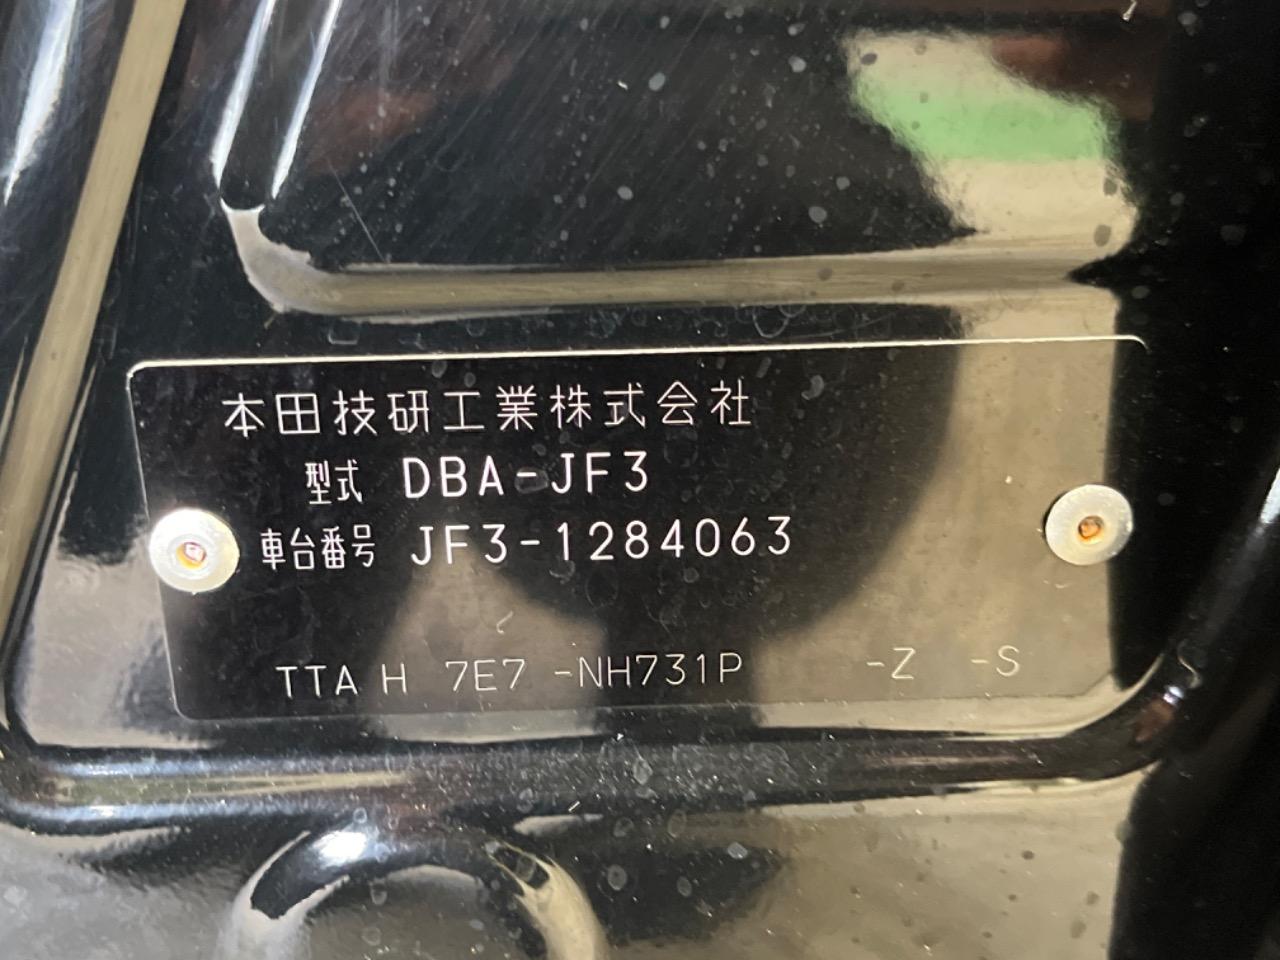 本田技研工業株式会社
型式 DBA-JF3
車台番号 JF3-1284063
TTA H 7E7 -NH731P -Z -S